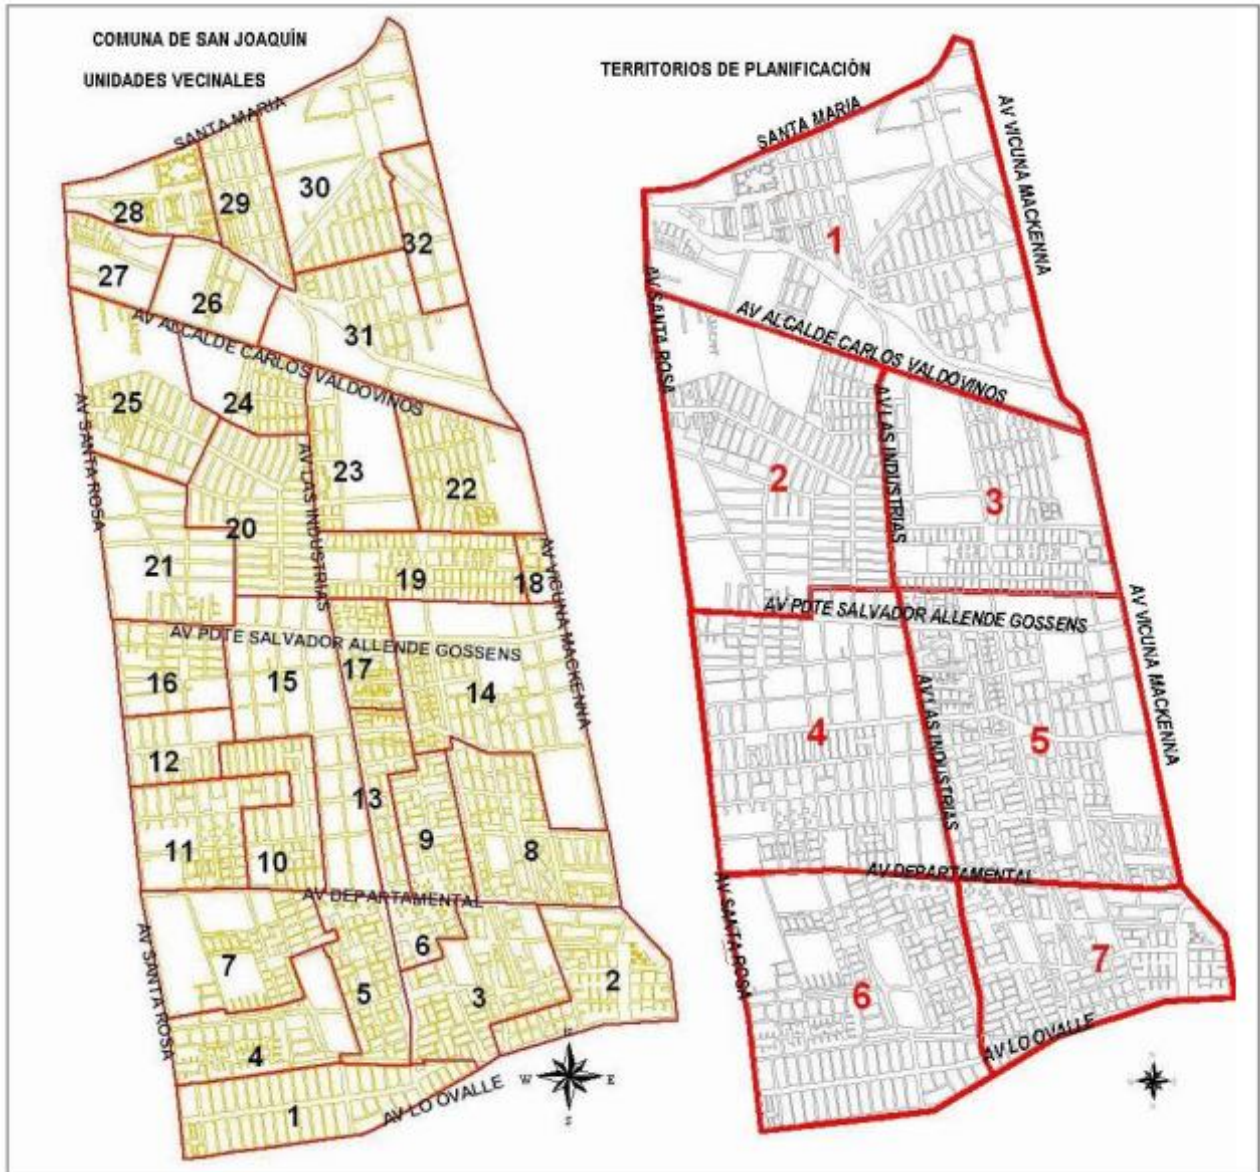 COMUNA DE SAN JOAQUÍN
UNIDADES VECINALES
SANTA MARIA
28
29
30
32
27
26
31
AV ALCALDE CARLOS VALDOVINOS
25
24
AV SANTA ROSA
23
22
AV LAS INDUSTRIAS
20
21
19
18
AV VICUNA MACKENNA
AV PDTE SALVADOR ALLENDE GOSSENS
17
16
15
14
12
13
11
10
9
8
AV DEPARTAMENTAL
AV SANTA ROSA
7
6
5
3
2
4
1
AV LO OVALLE
W
E
S
TERRITORIOS DE PLANIFICACIÓN
SANTA MARIA
AV VICUNA MACKENNA
1
AV SANTA ROSA
AV ALCALDE CARLOS VALDOVINOS
AV LAS INDUSTRIAS
2
3
AV PDTE SALVADOR ALLENDE GOSSENS
AV VICUNA MACKENNA
AV LAS INDUSTRIAS
4
5
AV DEPARTAMENTAL
AV SANTA ROSA
6
7
AV LO OVALLE